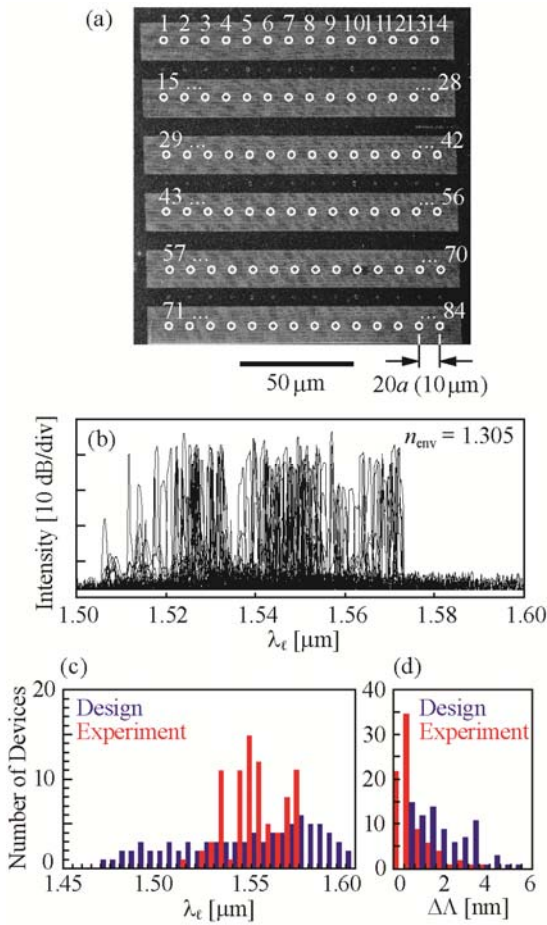 (a)
1 2 3 4 5 6 7 8 9 10 11 12 13 14
15 ... ... 28
29 ... ... 42
43 ... ... 56
57 ... ... 70
71 ... ... 84
50 μm
20a (10 μm)
(b)
n_env = 1.305
Intensity [10 dB/div]
1.50 1.52 1.54 1.56 1.58 1.60
λ_ℓ [μm]
(c)
Design
Experiment
Number of Devices
20
10
0
1.45 1.50 1.55 1.60
λ_ℓ [μm]
(d)
Design
Experiment
40
30
20
10
0
0 2 4 6
ΔΛ [nm]